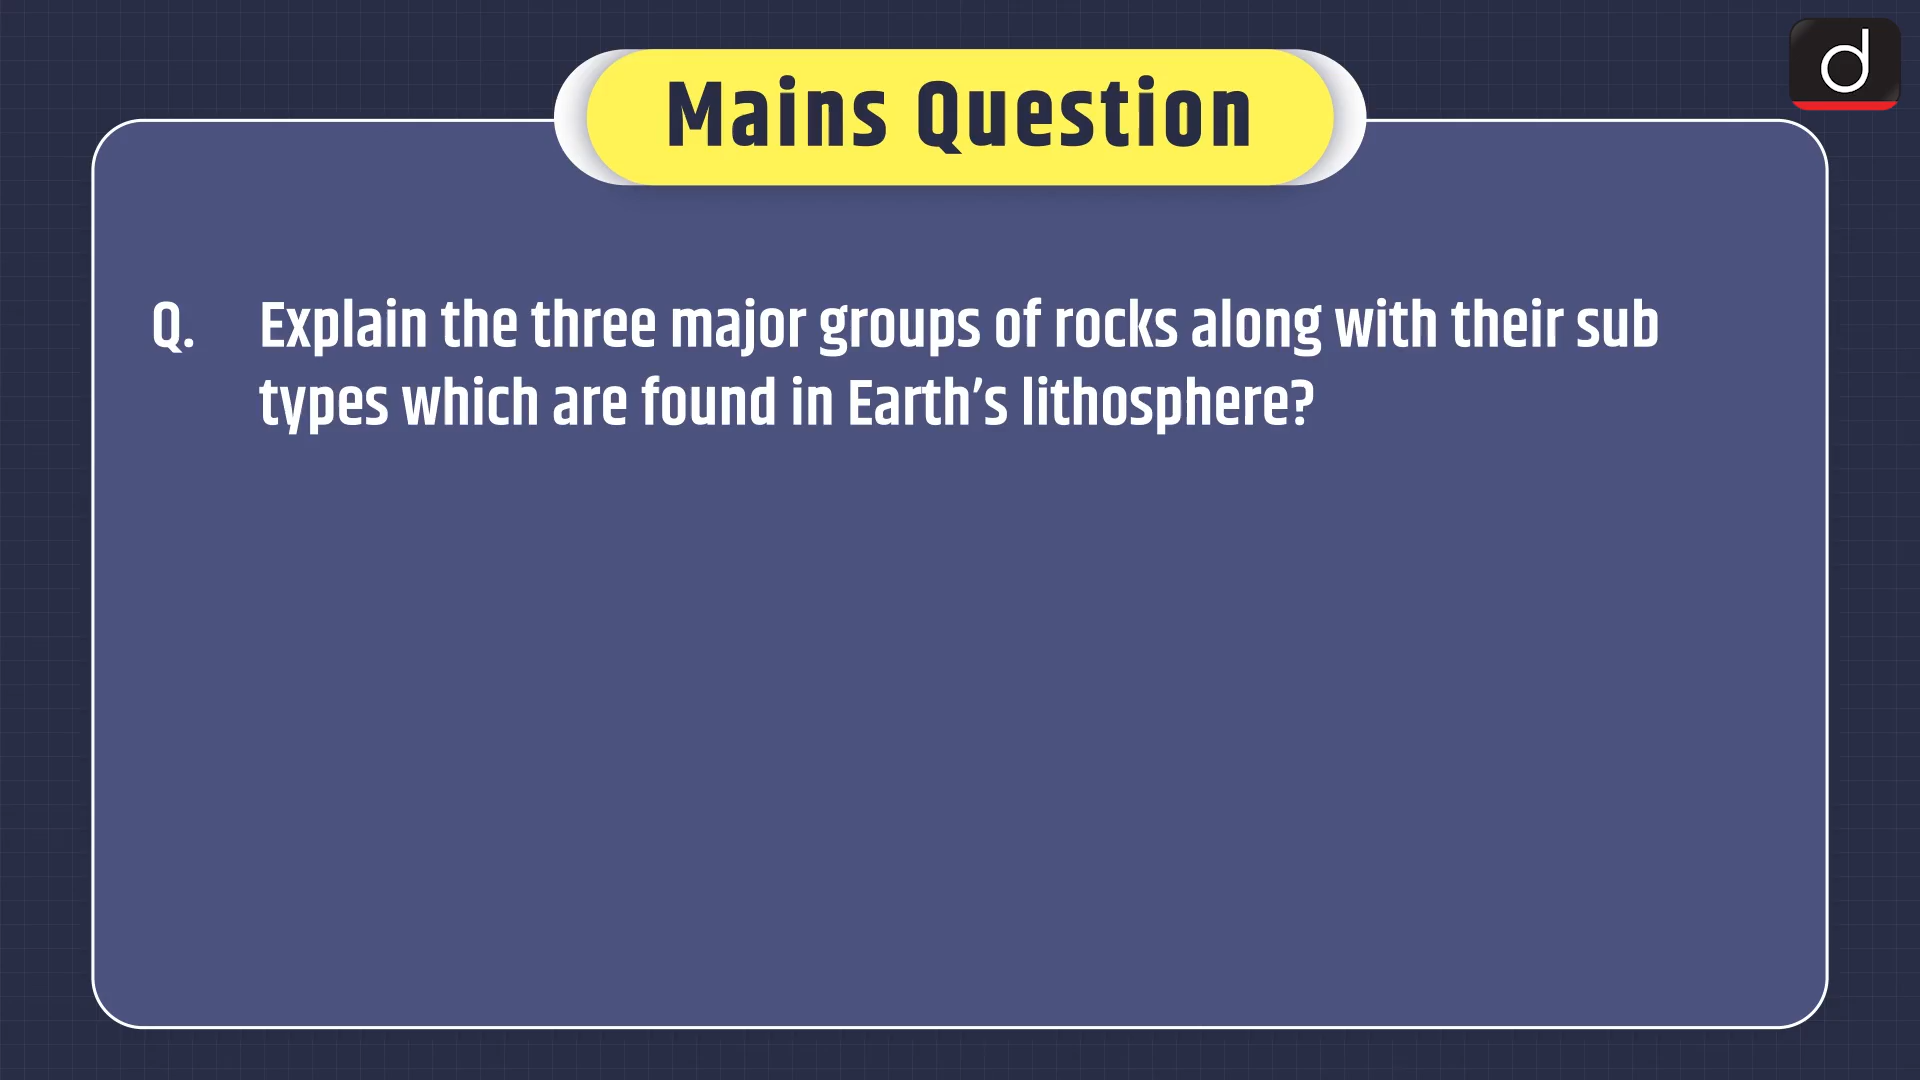 Mains Question
d
Q. Explain the three major groups of rocks along with their sub
types which are found in Earth’s lithosphere?